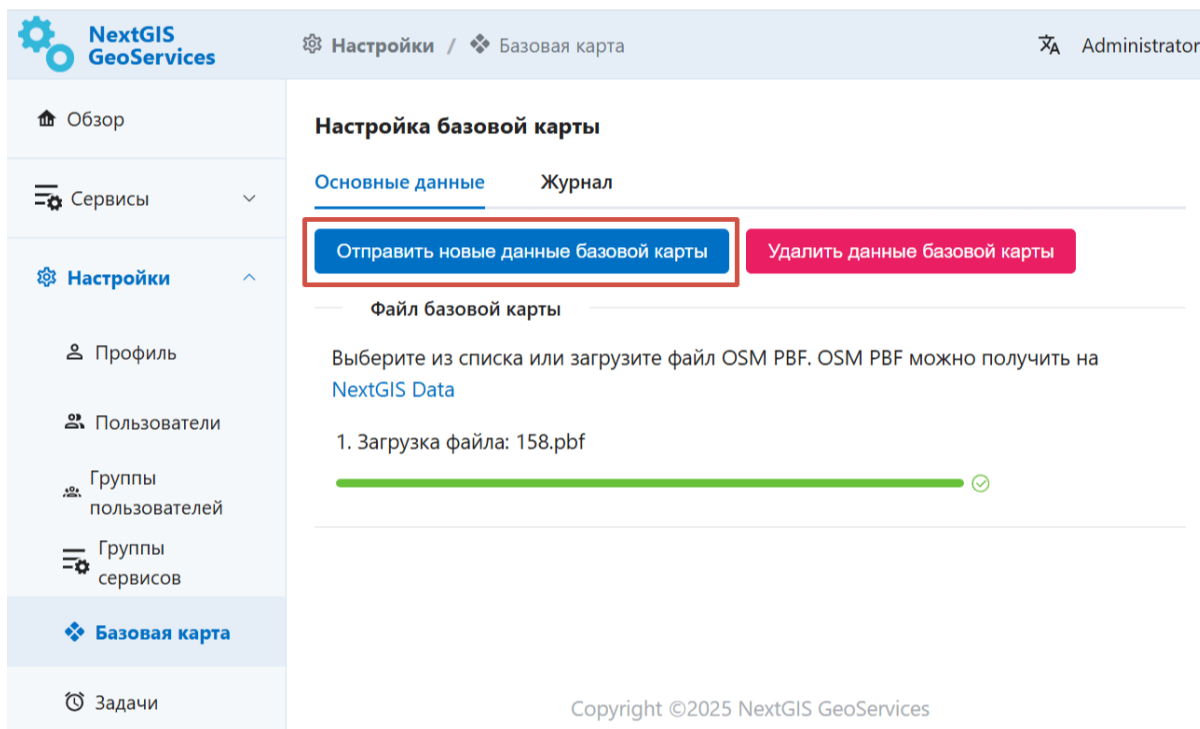 NextGIS
GeoServices
Настройки / Базовая карта
Administrator
Обзор
Сервисы
Настройки
Профиль
Пользователи
Группы
пользователей
Группы
сервисов
Базовая карта
Задачи
Настройка базовой карты
Основные данные Журнал
Отправить новые данные базовой карты Удалить данные базовой карты
Файл базовой карты
Выберите из списка или загрузите файл OSM PBF. OSM PBF можно получить на
NextGIS Data
1. Загрузка файла: 158.pbf
Copyright ©2025 NextGIS GeoServices